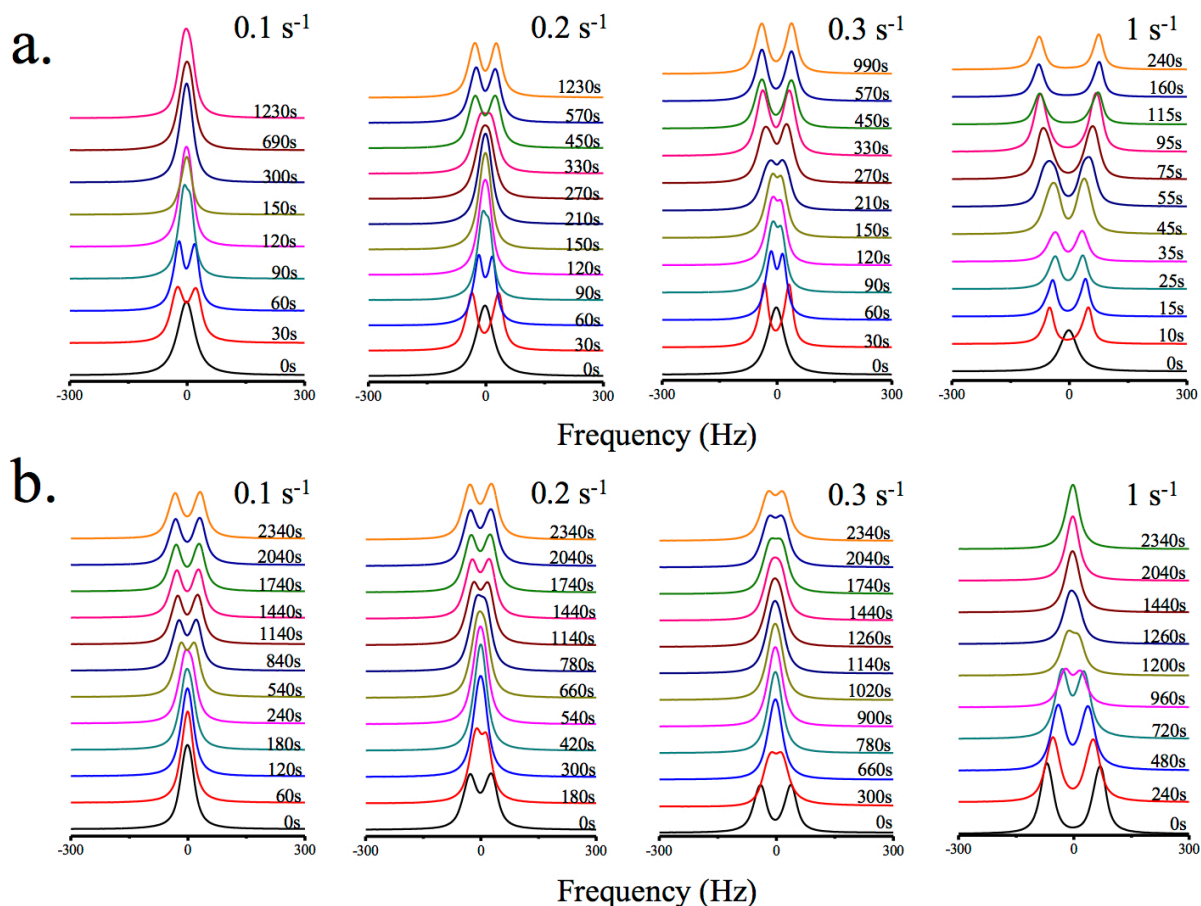 a.
0.1 s-1
1230s
690s
300s
150s
120s
90s
60s
30s
0s
-300 0 300
0.2 s-1
1230s
570s
450s
330s
270s
210s
150s
120s
90s
60s
30s
0s
-300 0 300
0.3 s-1
990s
570s
450s
330s
270s
210s
150s
120s
90s
60s
30s
0s
-300 0 300
1 s-1
240s
160s
115s
95s
75s
55s
45s
35s
25s
15s
10s
0s
-300 0 300
Frequency (Hz)
b.
0.1 s-1
2340s
2040s
1740s
1440s
1140s
840s
540s
240s
180s
120s
60s
0s
-300 0 300
0.2 s-1
2340s
2040s
1740s
1440s
1140s
780s
660s
540s
420s
300s
180s
0s
-300 0 300
0.3 s-1
2340s
2040s
1740s
1440s
1260s
1140s
1020s
900s
780s
660s
300s
0s
-300 0 300
1 s-1
2340s
2040s
1440s
1260s
1200s
960s
720s
480s
240s
0s
-300 0 300
Frequency (Hz)